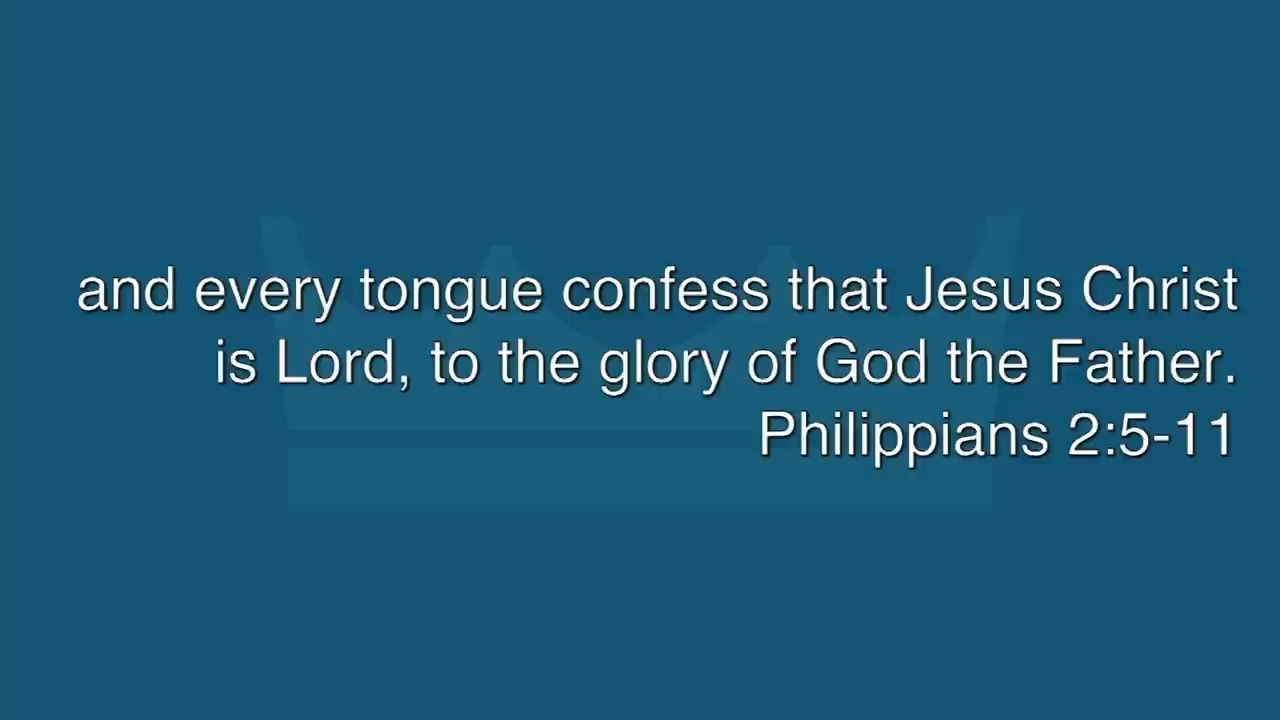 and every tongue confess that Jesus Christ
is Lord, to the glory of God the Father.
Philippians 2:5-11